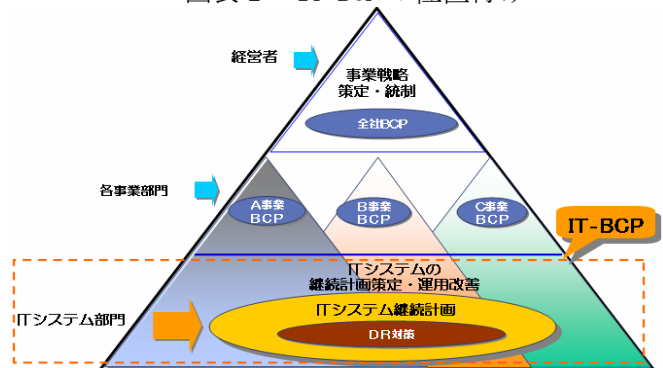 経営者
事業戦略
策定・統制
全社BCP
各事業部門
A事業
BCP
B事業
BCP
C事業
BCP
IT-BCP
ITシステムの
継続計画策定・運用改善
ITシステム部門
ITシステム継続計画
DR対策